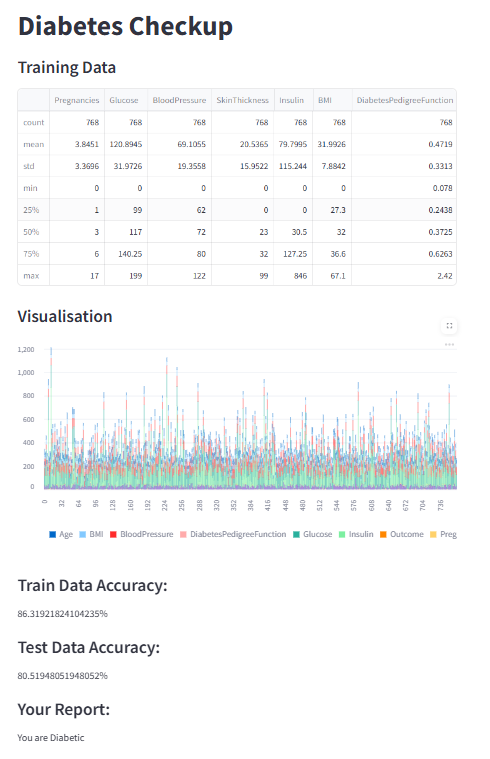 Diabetes Checkup
Training Data
Pregnancies Glucose BloodPressure SkinThickness Insulin BMI DiabetesPedigreeFunction
count 768 768 768 768 768 768 768
mean 3.8451 120.8945 69.1055 20.5365 79.7995 31.9926 0.4719
std 3.3696 31.9726 19.3558 15.9522 115.244 7.8842 0.3313
min 0 0 0 0 0 0 0.078
25% 1 99 62 0 0 27.3 0.2438
50% 3 117 72 23 30.5 32 0.3725
75% 6 140.25 80 32 127.25 36.6 0.6263
max 17 199 122 99 846 67.1 2.42
Visualisation
1,200
1,000
800
600
400
200
0
0 32 64 96 128 160 192 224 256 288 320 352 384 416 448 480 512 544 576 608 640 672 704 736
Age BMI BloodPressure DiabetesPedigreeFunction Glucose Insulin Outcome Preg
Train Data Accuracy:
86.31921824104235%
Test Data Accuracy:
80.51948051948052%
Your Report:
You are Diabetic